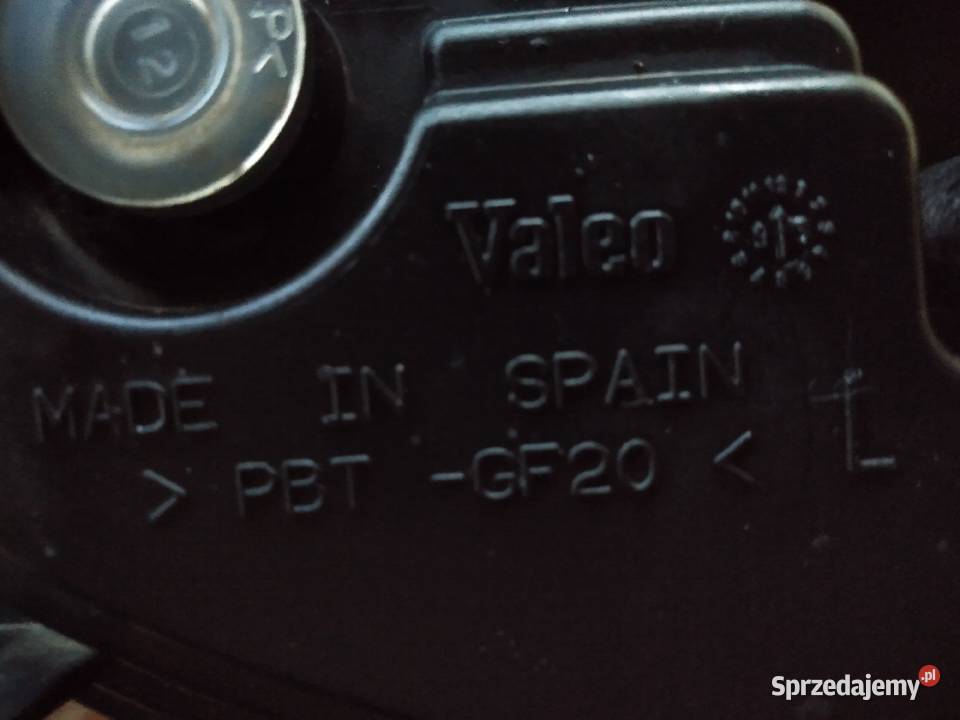 12
Valeo
MADE IN SPAIN
> PBT -GF20 <
L
Sprzedajemy.pl